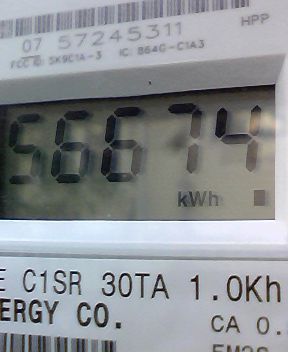 HPP
07 57245311
FCC ID: SK9C1A-3 IC: 864G-C1A3
56674
kWh
E C1SR 30TA 1.0Kh
ERGY CO.
CA 0.